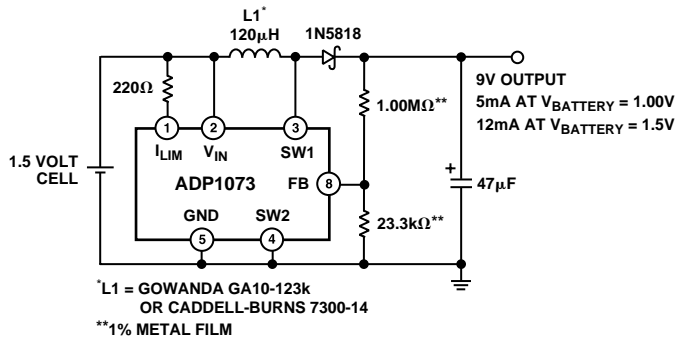 L1*
120µH
1N5818
220Ω
1.00MΩ**
9V OUTPUT
5mA AT VBATTERY = 1.00V
12mA AT VBATTERY = 1.5V
1
2
3
ILIM
VIN
SW1
1.5 VOLT
CELL
ADP1073
FB
8
47µF
+
GND
SW2
23.3kΩ**
5
4
*L1 = GOWANDA GA10-123k
OR CADDELL-BURNS 7300-14
**1% METAL FILM